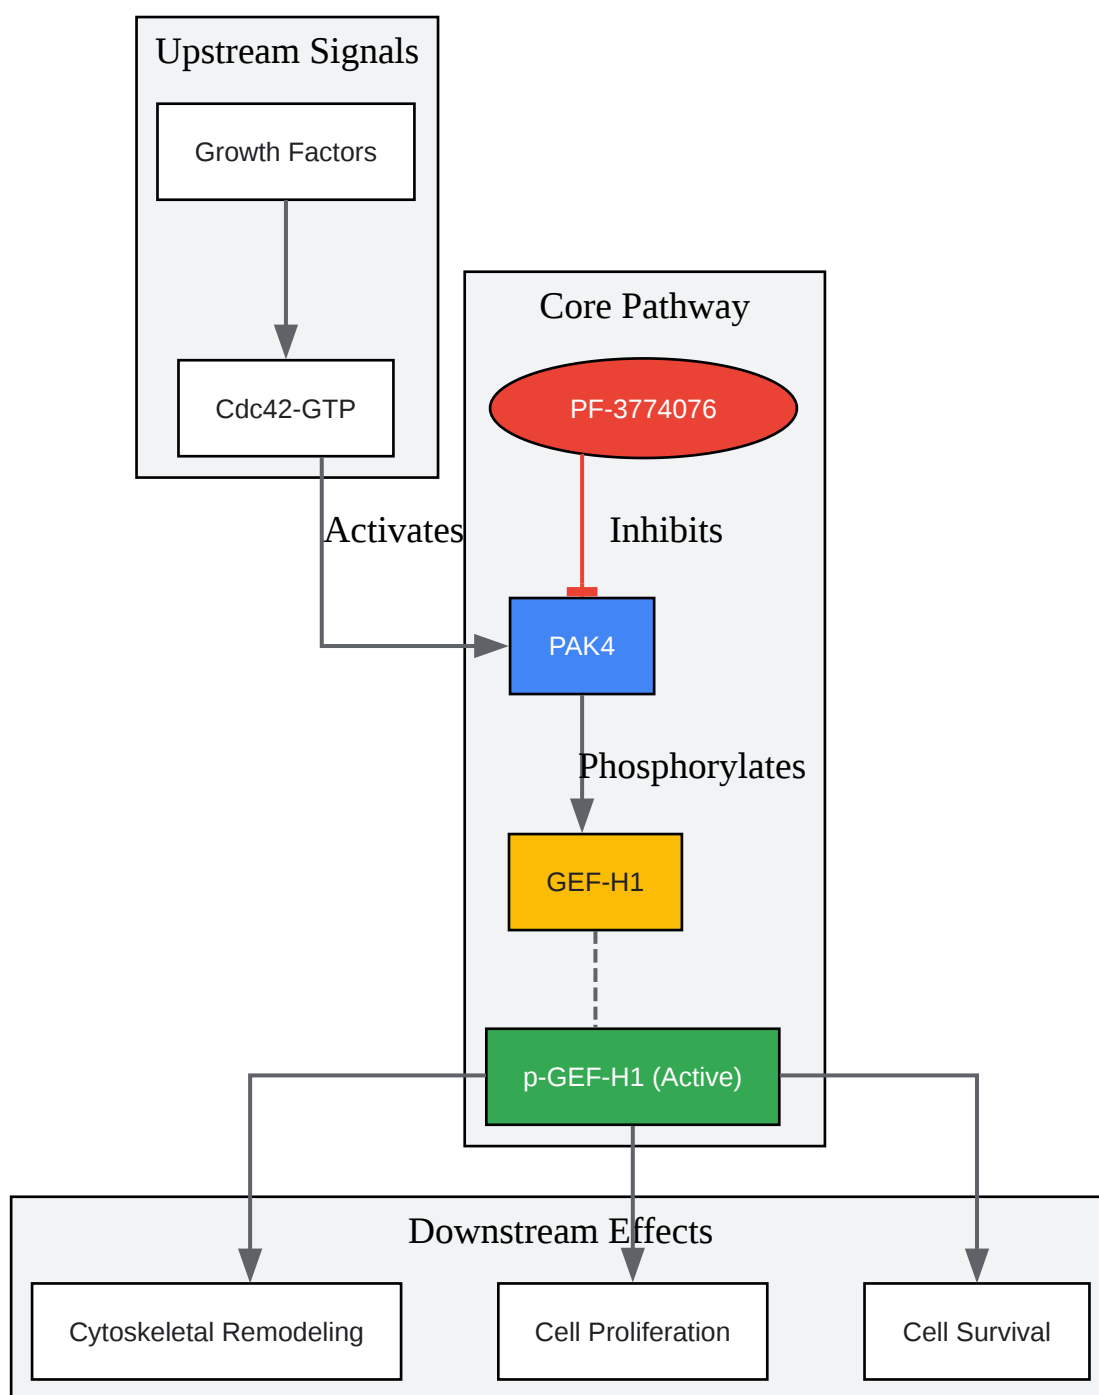 Upstream Signals
Growth Factors
Cdc42-GTP
Activates
Core Pathway
PF-3774076
Inhibits
PAK4
Phosphorylates
GEF-H1
p-GEF-H1 (Active)
Downstream Effects
Cytoskeletal Remodeling
Cell Proliferation
Cell Survival